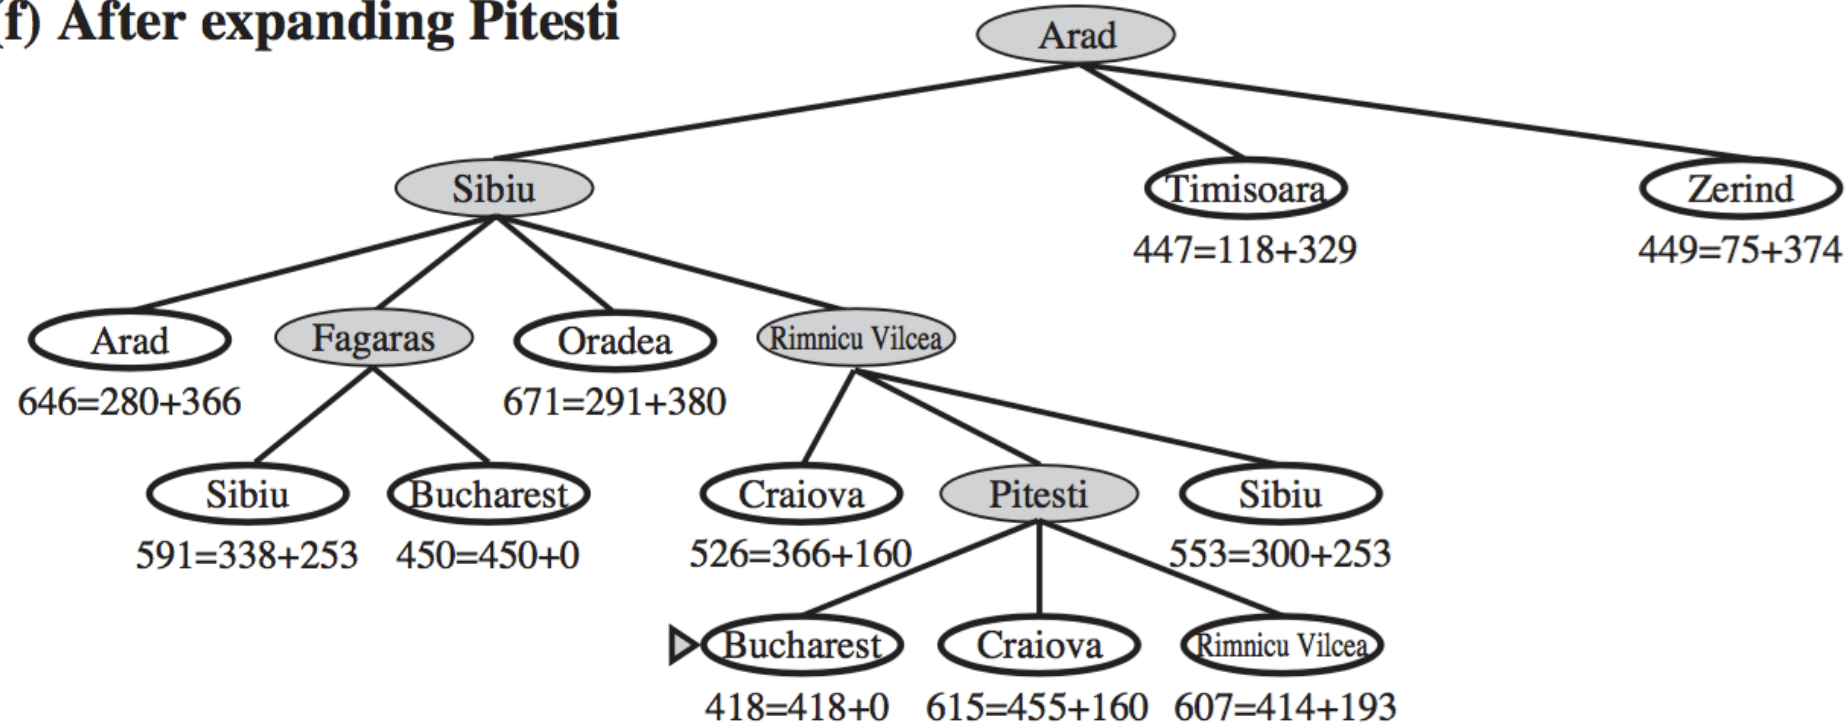 (f) After expanding Pitesti
Arad
Sibiu
Timisoara
Zerind
447=118+329
449=75+374
Arad
Fagaras
Oradea
Rimnicu Vilcea
646=280+366
671=291+380
Sibiu
Bucharest
Craiova
Pitesti
Sibiu
591=338+253
450=450+0
526=366+160
553=300+253
Bucharest
Craiova
Rimnicu Vilcea
418=418+0
615=455+160
607=414+193